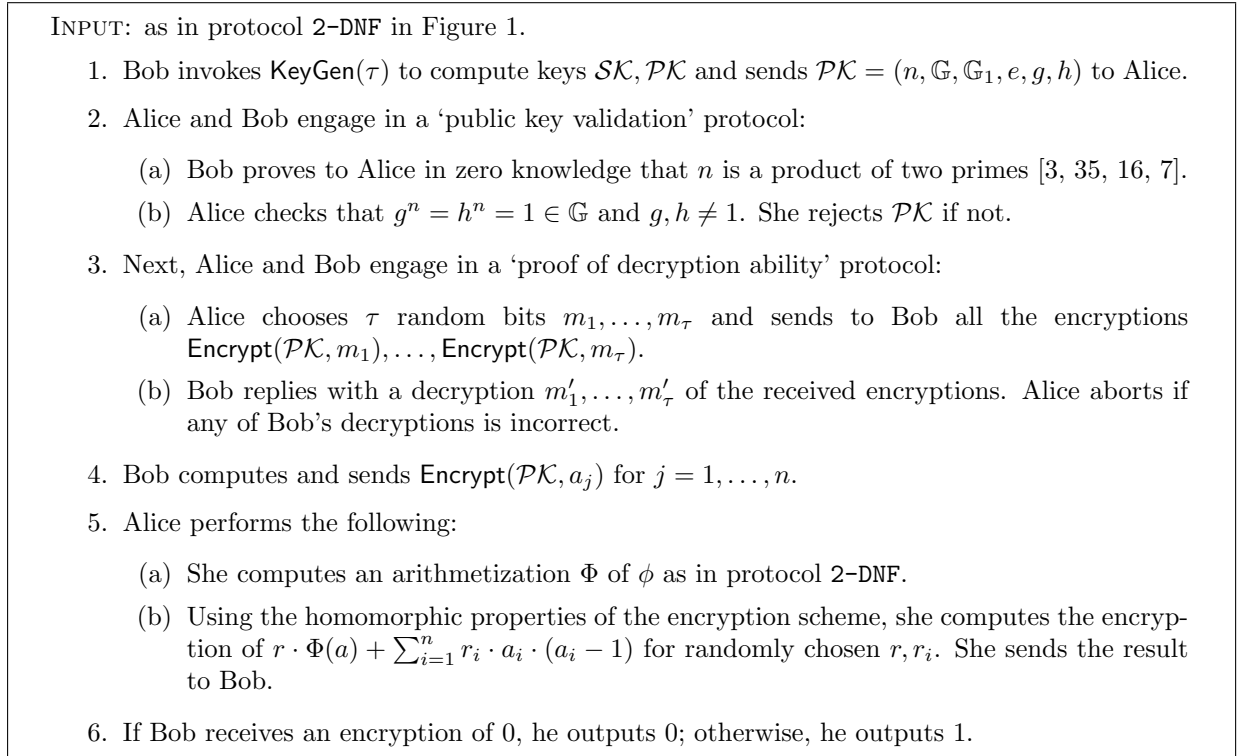 INPUT: as in protocol 2-DNF in Figure 1.
1. Bob invokes KeyGen(τ) to compute keys 𝒮𝒦, 𝒫𝒦 and sends 𝒫𝒦 = (n, 𝔾, 𝔾₁, e, g, h) to Alice.
2. Alice and Bob engage in a ‘public key validation’ protocol:
(a) Bob proves to Alice in zero knowledge that n is a product of two primes [3, 35, 16, 7].
(b) Alice checks that gⁿ = hⁿ = 1 ∈ 𝔾 and g, h ≠ 1. She rejects 𝒫𝒦 if not.
3. Next, Alice and Bob engage in a ‘proof of decryption ability’ protocol:
(a) Alice chooses τ random bits m₁, . . . , m_τ and sends to Bob all the encryptions
Encrypt(𝒫𝒦, m₁), . . . , Encrypt(𝒫𝒦, m_τ).
(b) Bob replies with a decryption m′₁, . . . , m′_τ of the received encryptions. Alice aborts if
any of Bob’s decryptions is incorrect.
4. Bob computes and sends Encrypt(𝒫𝒦, a_j) for j = 1, . . . , n.
5. Alice performs the following:
(a) She computes an arithmetization Φ of ϕ as in protocol 2-DNF.
(b) Using the homomorphic properties of the encryption scheme, she computes the encryp-
tion of r · Φ(a) + ∑ⁿᵢ₌₁ rᵢ · aᵢ · (aᵢ − 1) for randomly chosen r, rᵢ. She sends the result
to Bob.
6. If Bob receives an encryption of 0, he outputs 0; otherwise, he outputs 1.